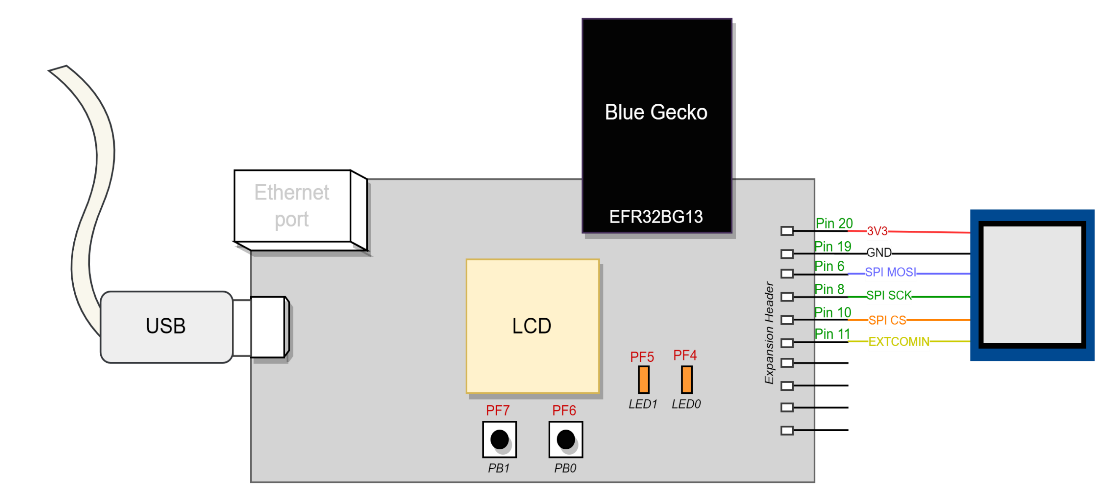 Blue Gecko
EFR32BG13
Ethernet
port
USB
LCD
PF5
PF4
LED1
LED0
PF7
PF6
PB1
PB0
Expansion Header
Pin 20
3V3
Pin 19
GND
Pin 6
SPI MOSI
Pin 8
SPI SCK
Pin 10
SPI CS
Pin 11
EXTCOMIN